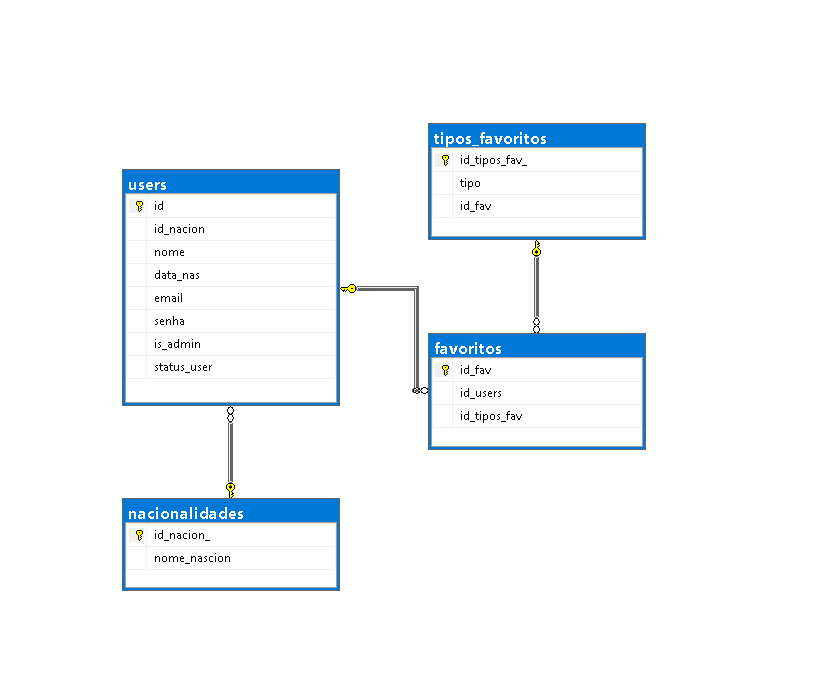 users
id
id_nacion
nome
data_nas
email
senha
is_admin
status_user
tipos_favoritos
id_tipos_fav_
tipo
id_fav
favoritos
id_fav
id_users
id_tipos_fav
nacionalidades
id_nacion_
nome_nascion